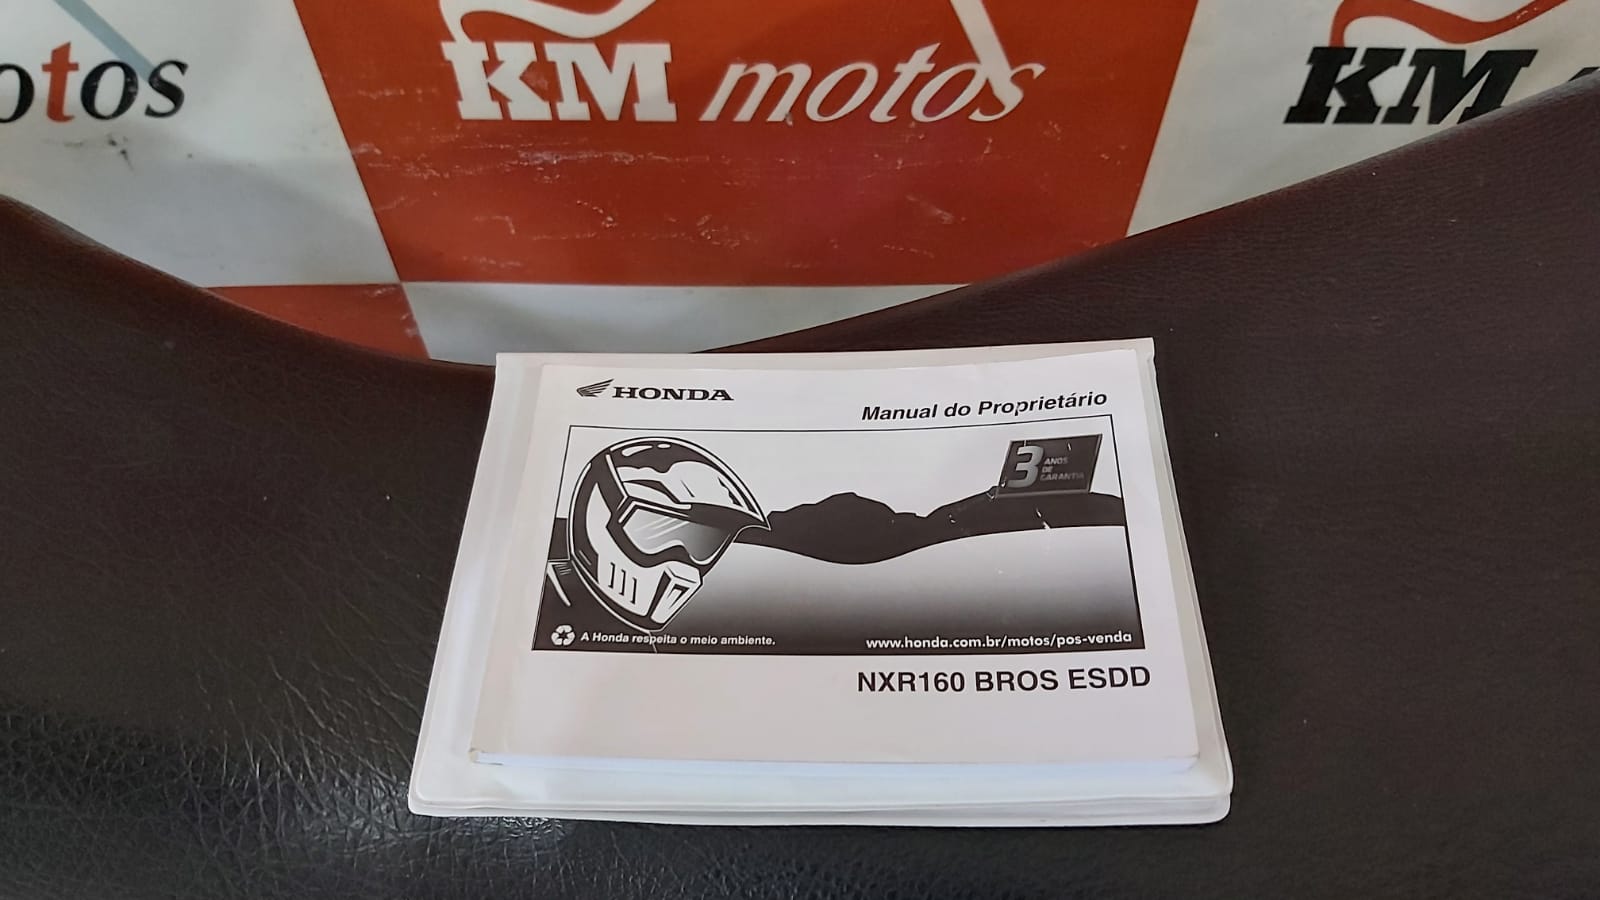 otos
KM motos
KM
HONDA
Manual do Proprietário
3 ANOS
DE
GARANTIA
A Honda respeita o meio ambiente.
www.honda.com.br/motos/pos-venda
NXR160 BROS ESDD